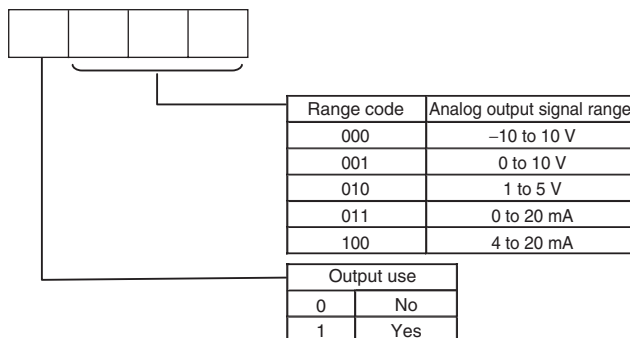 Range code Analog output signal range
000 –10 to 10 V
001 0 to 10 V
010 1 to 5 V
011 0 to 20 mA
100 4 to 20 mA
Output use
0 No
1 Yes